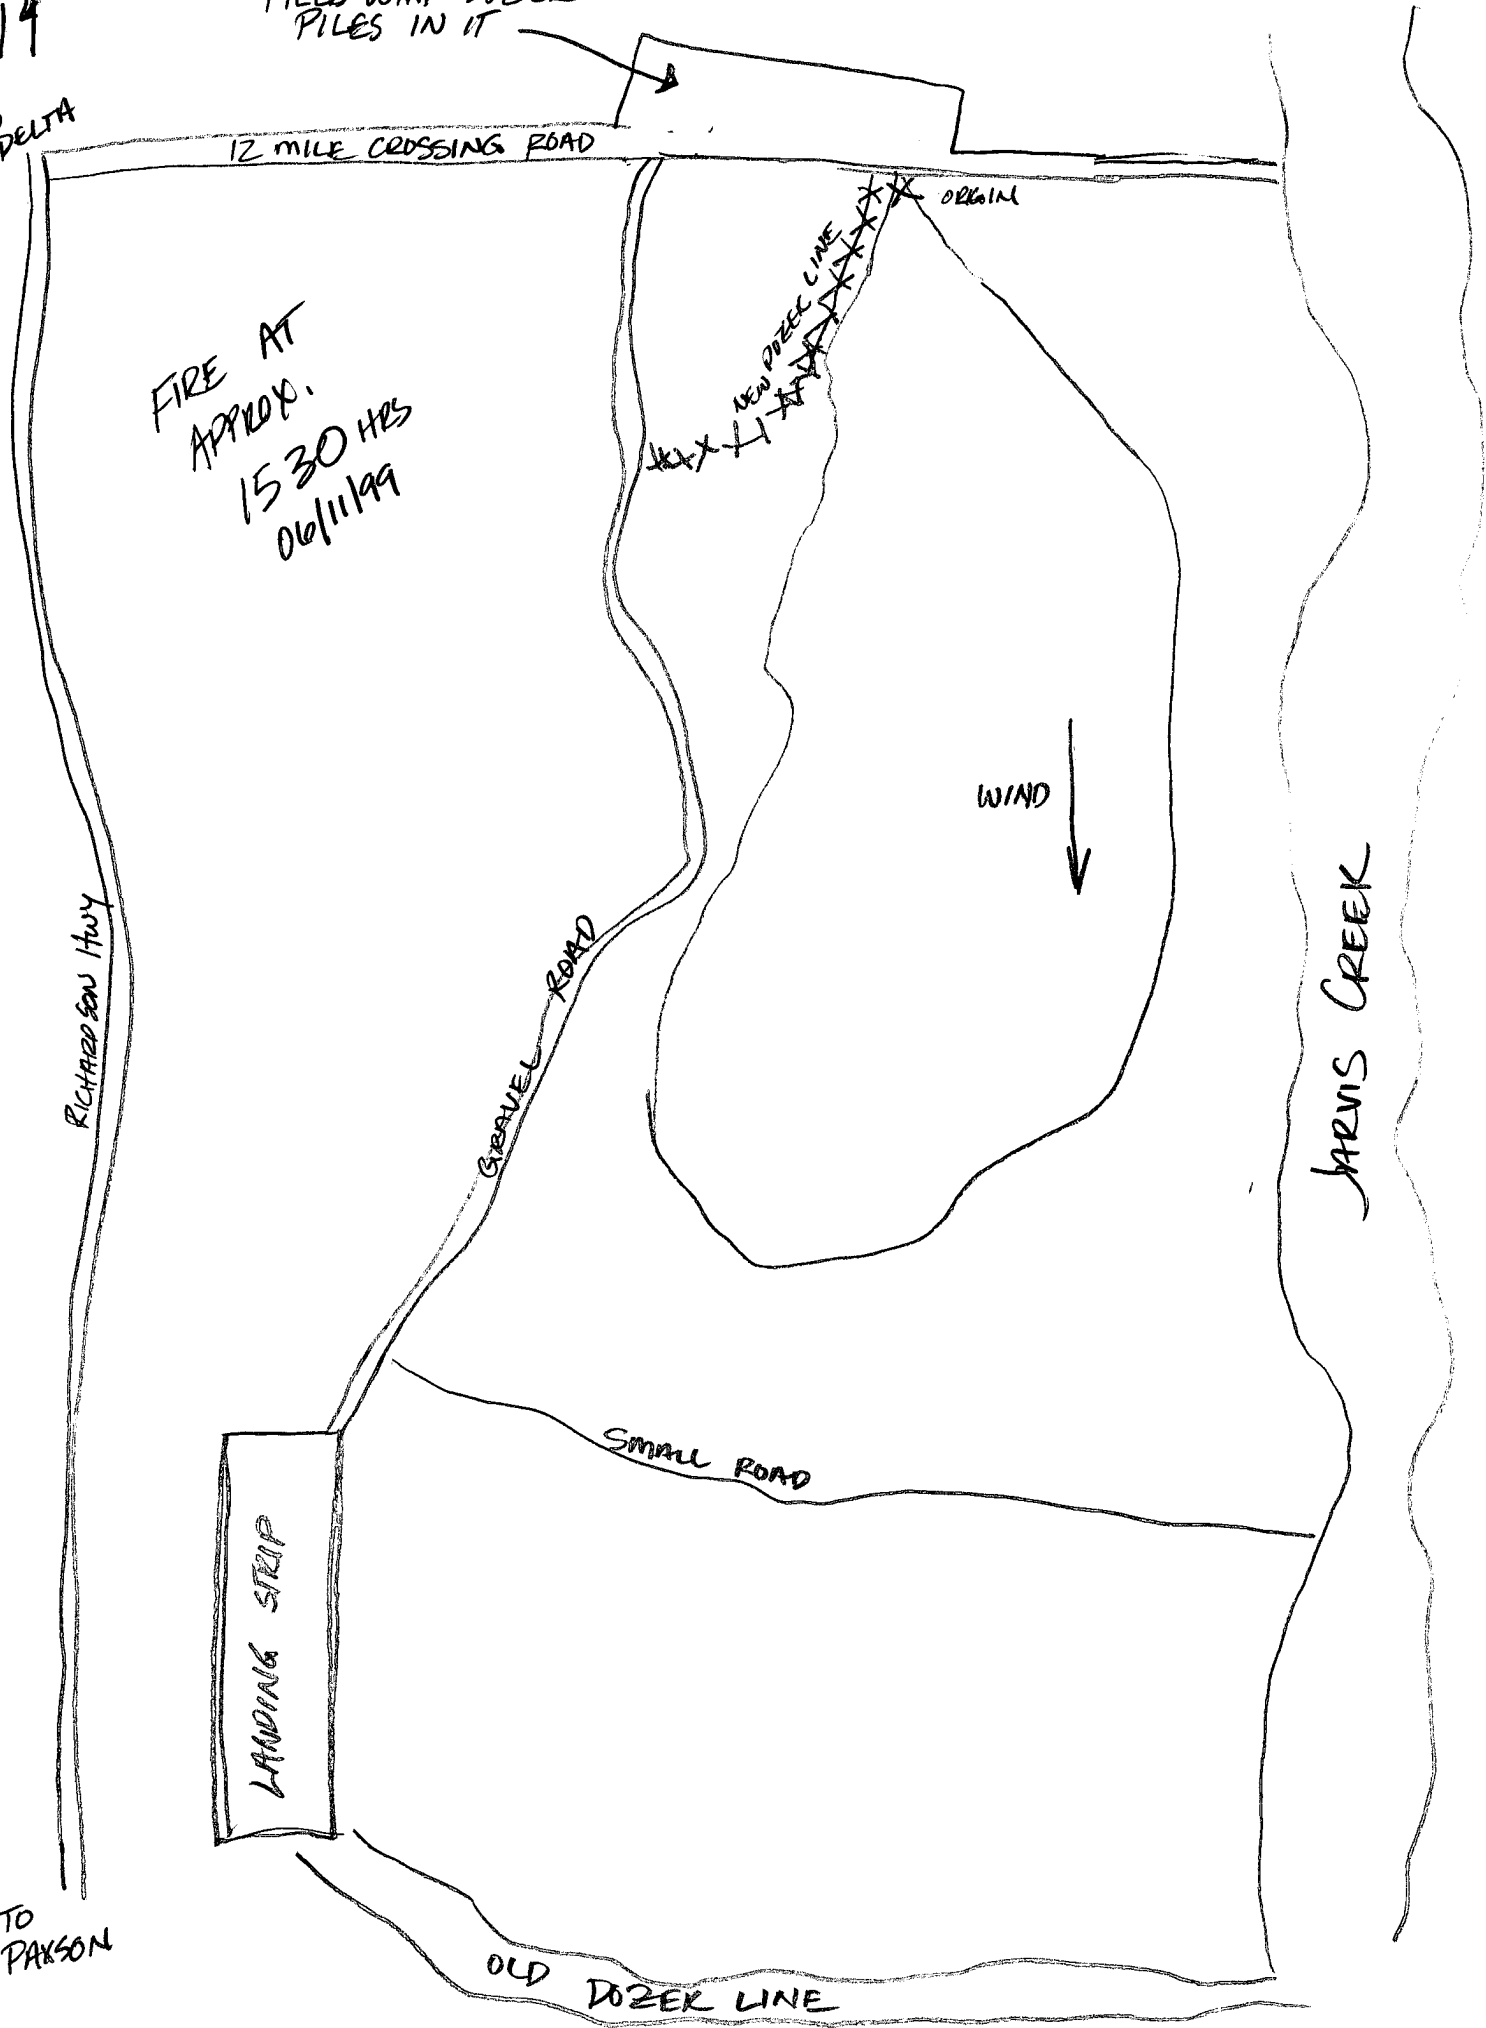 14
PILES IN IT
DELTA
12 MILE CROSSING ROAD
ORIGIN
NEW DOZER LINE
FIRE AT
APPROX.
1530 HRS
06/11/99
WIND
RICHARDSON HWY
GRAVEL ROAD
JARVIS CREEK
SMALL ROAD
LANDING STRIP
TO
PAXSON
OLD DOZER LINE